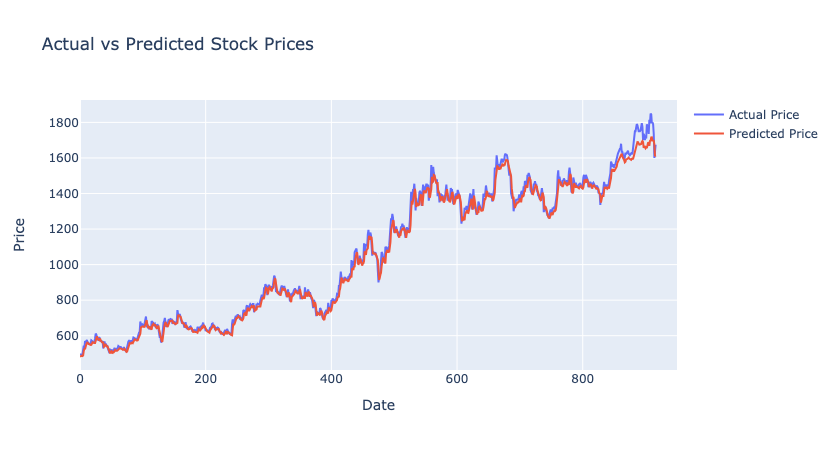 Actual vs Predicted Stock Prices
Actual Price
Predicted Price
1800
1600
1400
1200
1000
800
600
Price
0 200 400 600 800
Date